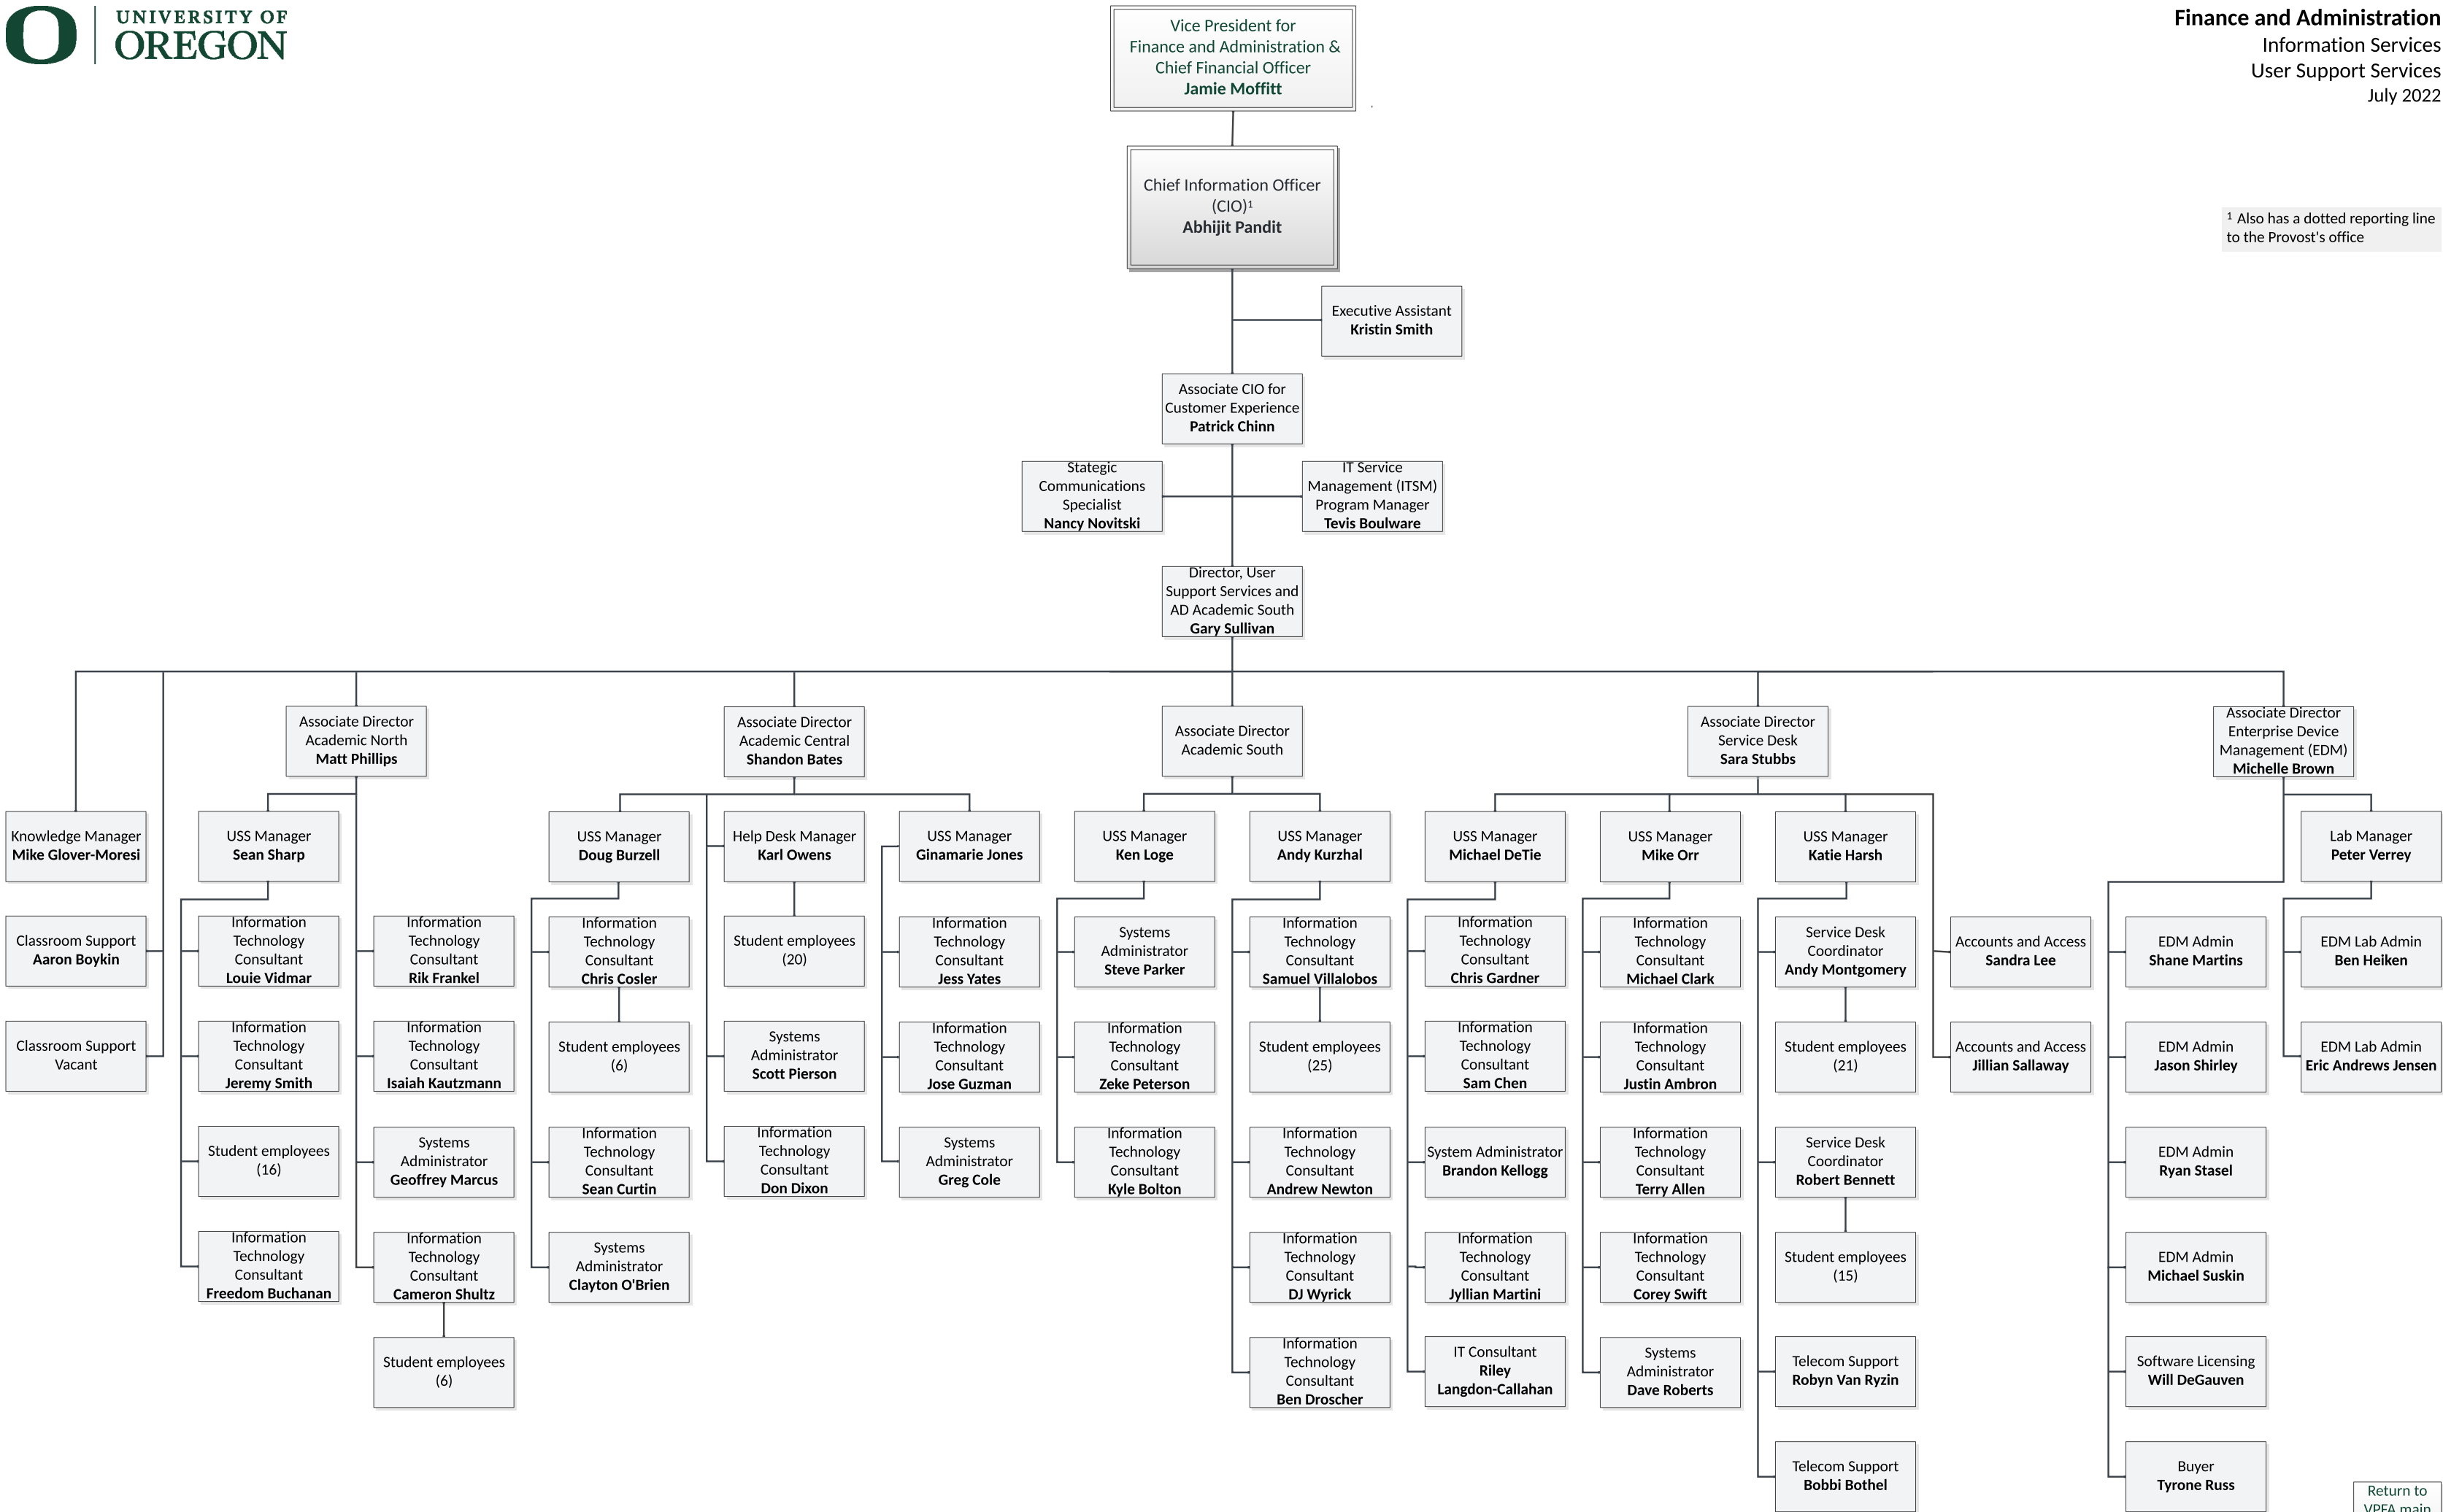 UNIVERSITY OF
OREGON
Finance and Administration
Information Services
User Support Services
July 2022
Vice President for
Finance and Administration &
Chief Financial Officer
Jamie Moffitt
Chief Information Officer
(CIO)¹
Abhijit Pandit
¹ Also has a dotted reporting line
to the Provost's office
Executive Assistant
Kristin Smith
Associate CIO for
Customer Experience
Patrick Chinn
Stategic
Communications
Specialist
Nancy Novitski
IT Service
Management (ITSM)
Program Manager
Tevis Boulware
Director, User
Support Services and
AD Academic South
Gary Sullivan
Associate Director
Academic North
Matt Phillips
Associate Director
Academic Central
Shandon Bates
Associate Director
Academic South
Associate Director
Service Desk
Sara Stubbs
Associate Director
Enterprise Device
Management (EDM)
Michelle Brown
Knowledge Manager
Mike Glover-Moresi
USS Manager
Sean Sharp
USS Manager
Doug Burzell
Help Desk Manager
Karl Owens
USS Manager
Ginamarie Jones
USS Manager
Ken Loge
USS Manager
Andy Kurzhal
USS Manager
Michael DeTie
USS Manager
Mike Orr
USS Manager
Katie Harsh
Lab Manager
Peter Verrey
Classroom Support
Aaron Boykin
Information
Technology
Consultant
Louie Vidmar
Information
Technology
Consultant
Rik Frankel
Information
Technology
Consultant
Chris Cosler
Student employees
(20)
Information
Technology
Consultant
Jess Yates
Systems
Administrator
Steve Parker
Information
Technology
Consultant
Samuel Villalobos
Information
Technology
Consultant
Chris Gardner
Information
Technology
Consultant
Michael Clark
Service Desk
Coordinator
Andy Montgomery
Accounts and Access
Sandra Lee
EDM Admin
Shane Martins
EDM Lab Admin
Ben Heiken
Classroom Support
Vacant
Information
Technology
Consultant
Jeremy Smith
Information
Technology
Consultant
Isaiah Kautzmann
Student employees
(6)
Systems
Administrator
Scott Pierson
Information
Technology
Consultant
Jose Guzman
Information
Technology
Consultant
Zeke Peterson
Student employees
(25)
Information
Technology
Consultant
Sam Chen
Information
Technology
Consultant
Justin Ambron
Student employees
(21)
Accounts and Access
Jillian Sallaway
EDM Admin
Jason Shirley
EDM Lab Admin
Eric Andrews Jensen
Student employees
(16)
Systems
Administrator
Geoffrey Marcus
Information
Technology
Consultant
Sean Curtin
Information
Technology
Consultant
Don Dixon
Systems
Administrator
Greg Cole
Information
Technology
Consultant
Kyle Bolton
Information
Technology
Consultant
Andrew Newton
System Administrator
Brandon Kellogg
Information
Technology
Consultant
Terry Allen
Service Desk
Coordinator
Robert Bennett
EDM Admin
Ryan Stasel
Information
Technology
Consultant
Freedom Buchanan
Information
Technology
Consultant
Cameron Shultz
Systems
Administrator
Clayton O'Brien
Information
Technology
Consultant
DJ Wyrick
Information
Technology
Consultant
Jyllian Martini
Information
Technology
Consultant
Corey Swift
Student employees
(15)
EDM Admin
Michael Suskin
Student employees
(6)
Information
Technology
Consultant
Ben Droscher
IT Consultant
Riley
Langdon-Callahan
Systems
Administrator
Dave Roberts
Telecom Support
Robyn Van Ryzin
Software Licensing
Will DeGauven
Telecom Support
Bobbi Bothel
Buyer
Tyrone Russ
Return to
VPFA main